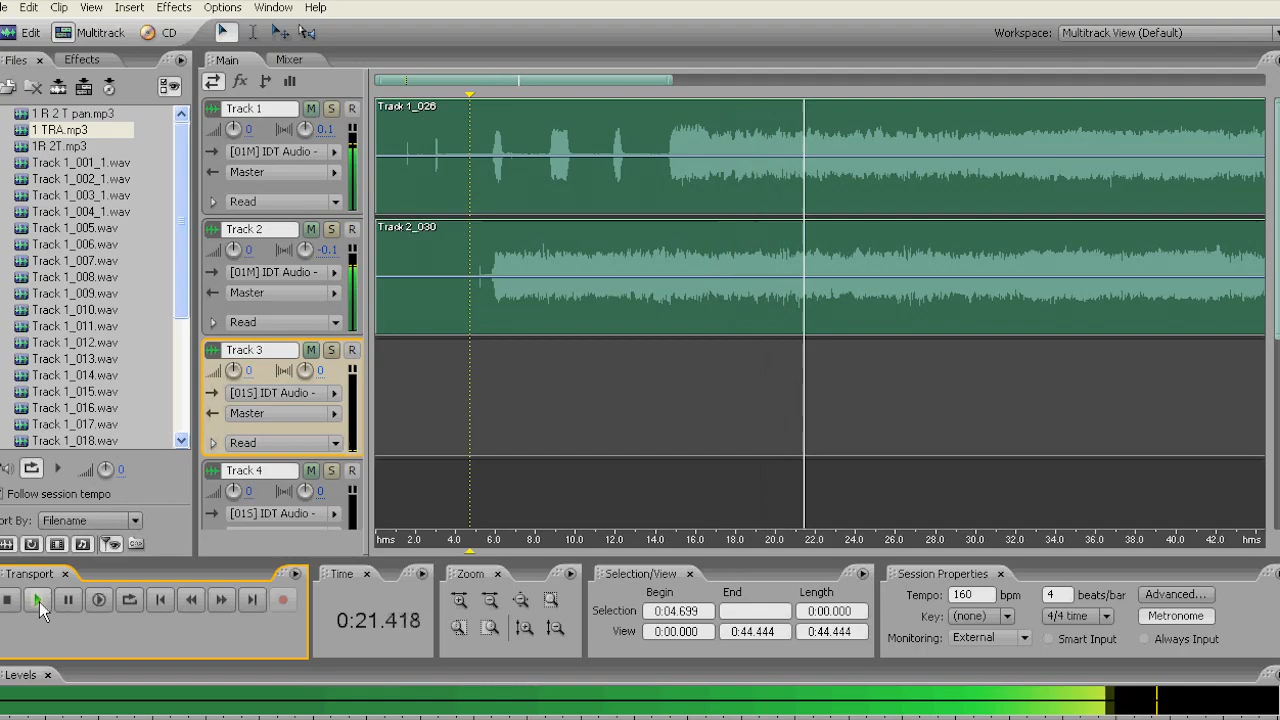 le Edit Clip View Insert Effects Options Window Help
Edit Multitrack CD Workspace: Multitrack View (Default)
Files × Effects Main Mixer
1 R 2 T pan.mp3
1 TRA.mp3
1R 2T.mp3
Track 1_001_1.wav
Track 1_002_1.wav
Track 1_003_1.wav
Track 1_004_1.wav
Track 1_005.wav
Track 1_006.wav
Track 1_007.wav
Track 1_008.wav
Track 1_009.wav
Track 1_010.wav
Track 1_011.wav
Track 1_012.wav
Track 1_013.wav
Track 1_014.wav
Track 1_015.wav
Track 1_016.wav
Track 1_017.wav
Track 1_018.wav
0
Follow session tempo
ort By: Filename
fx
Track 1 M S R
0 0.1
[01M] IDT Audio -
Master
Read
Track 2 M S R
0 -0.1
[01M] IDT Audio -
Master
Read
Track 3 M S R
0 0
[01S] IDT Audio -
Master
Read
Track 4 M S R
0 0
[01S] IDT Audio -
Track 1_026
Track 2_030
hms 2.0 4.0 6.0 8.0 10.0 12.0 14.0 16.0 18.0 20.0 22.0 24.0 26.0 28.0 30.0 32.0 34.0 36.0 38.0 40.0 42.0 hms
Transport × Time × Zoom × Selection/View × Session Properties ×
0:21.418
Begin End Length
Selection 0:04.699 0:00.000
View 0:00.000 0:44.444 0:44.444
Tempo: 160 bpm 4 beats/bar Advanced...
Key: (none) 4/4 time Metronome
Monitoring: External Smart Input Always Input
Levels ×